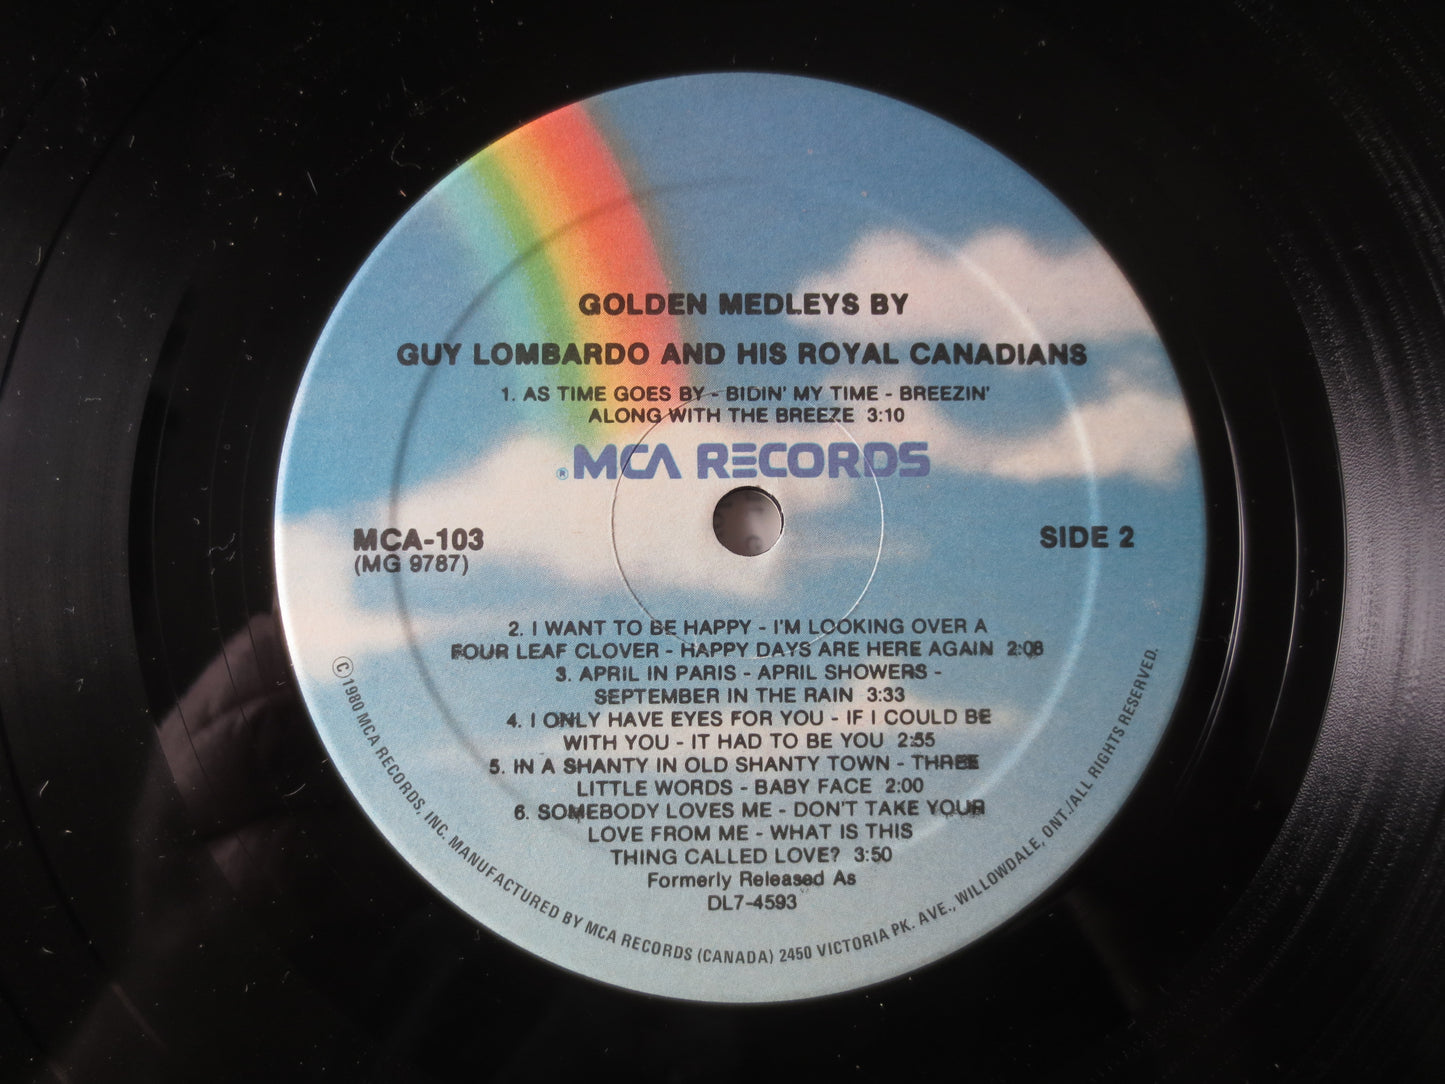 GOLDEN MEDLEYS BY
GUY LOMBARDO AND HIS ROYAL CANADIANS
1. AS TIME GOES BY - BIDIN' MY TIME - BREEZIN'
ALONG WITH THE BREEZE 3:10
® MCA RECORDS
MCA-103
(MG 9787)
SIDE 2
2. I WANT TO BE HAPPY - I'M LOOKING OVER A
FOUR LEAF CLOVER - HAPPY DAYS ARE HERE AGAIN 2:08
3. APRIL IN PARIS - APRIL SHOWERS -
SEPTEMBER IN THE RAIN 3:33
4. I ONLY HAVE EYES FOR YOU - IF I COULD BE
WITH YOU - IT HAD TO BE YOU 2:55
5. IN A SHANTY IN OLD SHANTY TOWN - THREE
LITTLE WORDS - BABY FACE 2:00
6. SOMEBODY LOVES ME - DON'T TAKE YOUR
LOVE FROM ME - WHAT IS THIS
THING CALLED LOVE? 3:50
Formerly Released As
DL7-4593
©1980 MCA RECORDS, INC. MANUFACTURED BY MCA RECORDS (CANADA) 2450 VICTORIA PK. AVE., WILLOWDALE, ONT./ALL RIGHTS RESERVED.